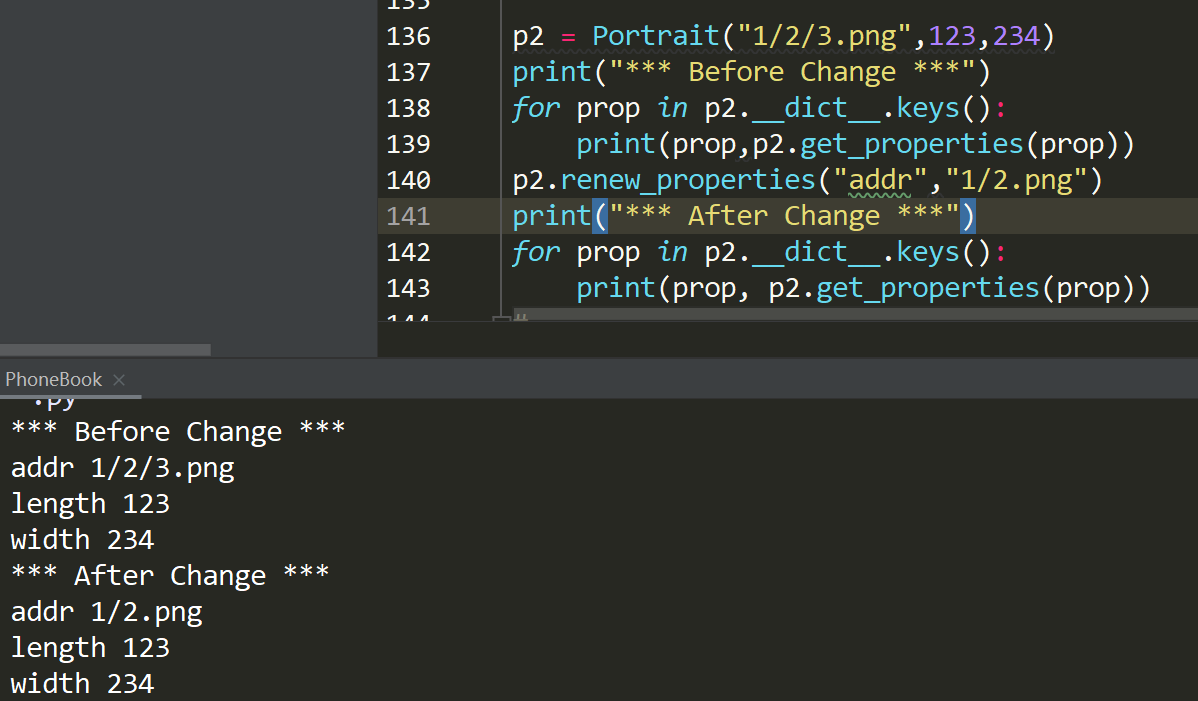 135
136 p2 = Portrait("1/2/3.png",123,234)
137 print("*** Before Change ***")
138 for prop in p2.__dict__.keys():
139     print(prop,p2.get_properties(prop))
140 p2.renew_properties("addr","1/2.png")
141 print("*** After Change ***")
142 for prop in p2.__dict__.keys():
143     print(prop, p2.get_properties(prop))
144 #
PhoneBook ×
.py
*** Before Change ***
addr 1/2/3.png
length 123
width 234
*** After Change ***
addr 1/2.png
length 123
width 234